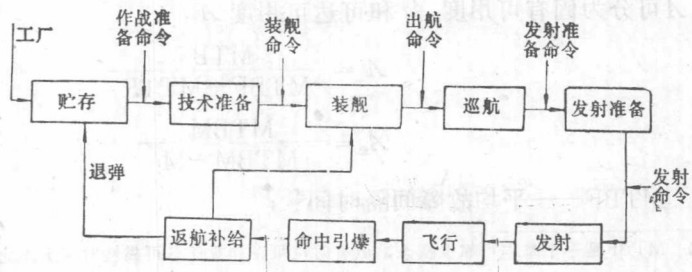 工厂
作战准
备命令
装舰
命令
出航
命令
发射准
备命令
贮存
技术准备
装舰
巡航
发射准备
退弹
发射
命令
返航补给
命中引爆
飞行
发射